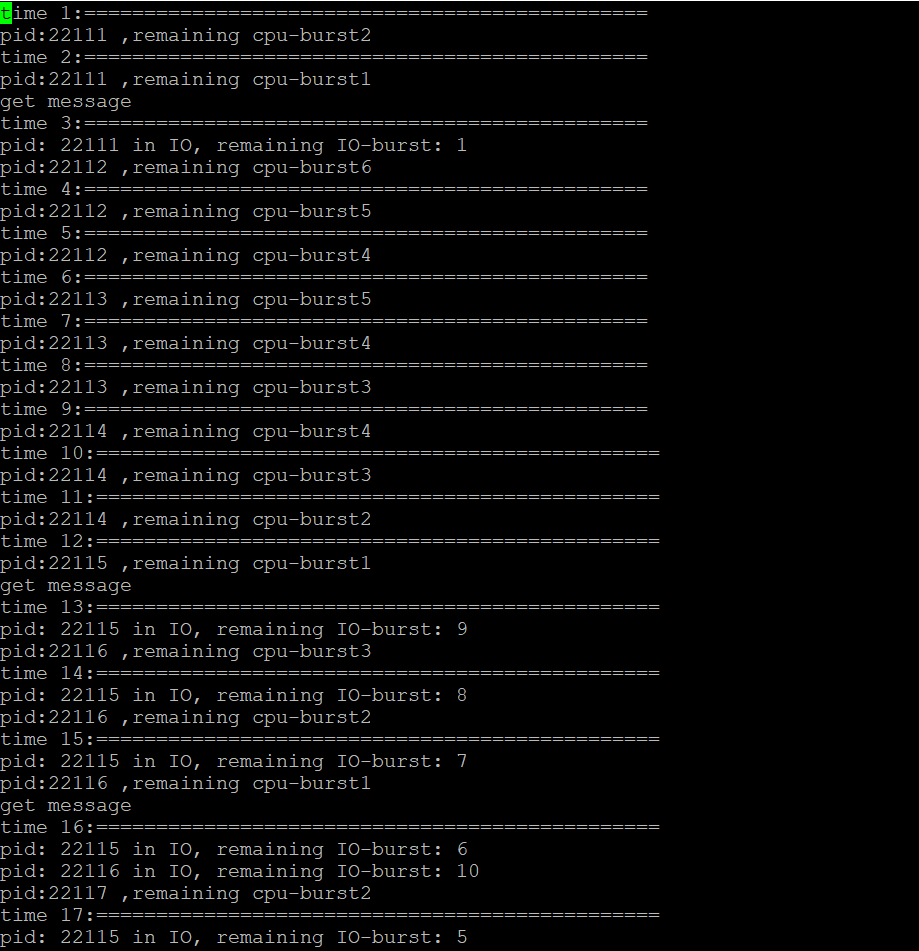 time 1:===============================================
pid:22111 ,remaining cpu-burst2
time 2:===============================================
pid:22111 ,remaining cpu-burst1
get message
time 3:===============================================
pid: 22111 in IO, remaining IO-burst: 1
pid:22112 ,remaining cpu-burst6
time 4:===============================================
pid:22112 ,remaining cpu-burst5
time 5:===============================================
pid:22112 ,remaining cpu-burst4
time 6:===============================================
pid:22113 ,remaining cpu-burst5
time 7:===============================================
pid:22113 ,remaining cpu-burst4
time 8:===============================================
pid:22113 ,remaining cpu-burst3
time 9:===============================================
pid:22114 ,remaining cpu-burst4
time 10:===============================================
pid:22114 ,remaining cpu-burst3
time 11:===============================================
pid:22114 ,remaining cpu-burst2
time 12:===============================================
pid:22115 ,remaining cpu-burst1
get message
time 13:===============================================
pid: 22115 in IO, remaining IO-burst: 9
pid:22116 ,remaining cpu-burst3
time 14:===============================================
pid: 22115 in IO, remaining IO-burst: 8
pid:22116 ,remaining cpu-burst2
time 15:===============================================
pid: 22115 in IO, remaining IO-burst: 7
pid:22116 ,remaining cpu-burst1
get message
time 16:===============================================
pid: 22115 in IO, remaining IO-burst: 6
pid: 22116 in IO, remaining IO-burst: 10
pid:22117 ,remaining cpu-burst2
time 17:===============================================
pid: 22115 in IO, remaining IO-burst: 5